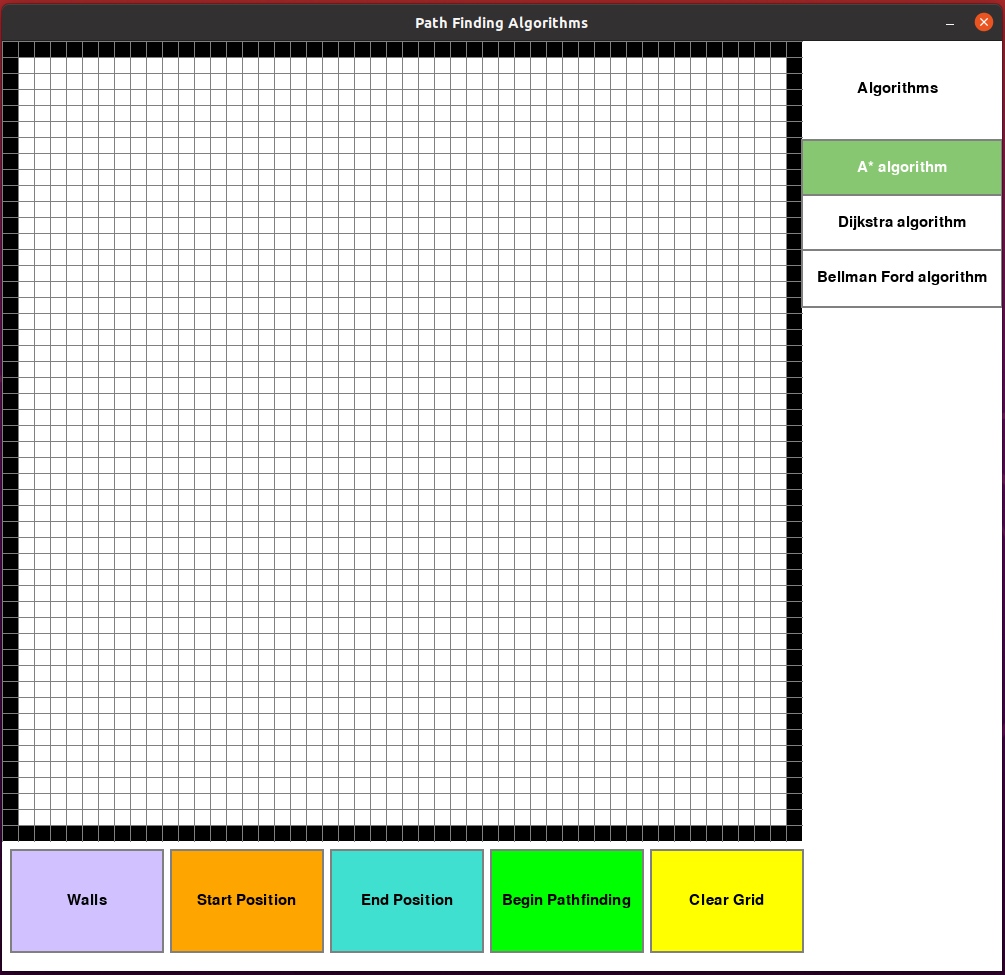 Path Finding Algorithms
Algorithms
A* algorithm
Dijkstra algorithm
Bellman Ford algorithm
Walls
Start Position
End Position
Begin Pathfinding
Clear Grid